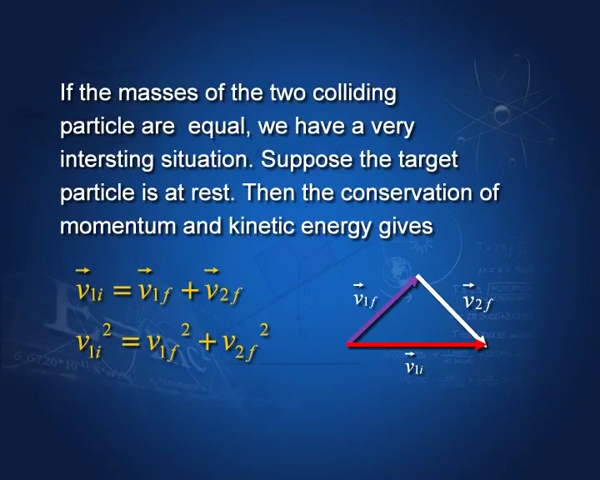 If the masses of the two colliding
particle are equal, we have a very
intersting situation. Suppose the target
particle is at rest. Then the conservation of
momentum and kinetic energy gives
v⃗₁ᵢ = v⃗₁f + v⃗₂f
v₁ᵢ² = v₁f² + v₂f²
v⃗₁f
v⃗₂f
v⃗₁ᵢ